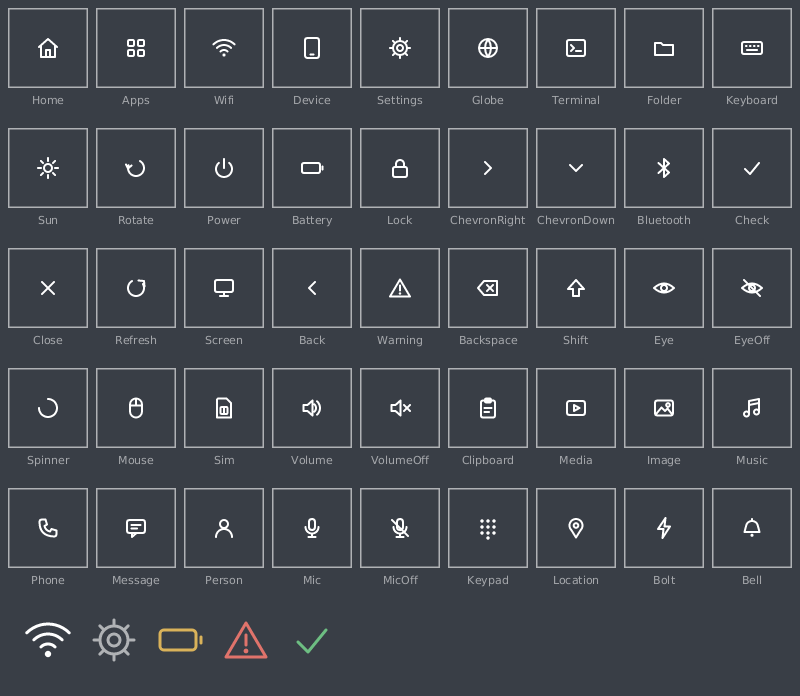 Home Apps Wifi Device Settings Globe Terminal Folder Keyboard
Sun Rotate Power Battery Lock ChevronRight ChevronDown Bluetooth Check
Close Refresh Screen Back Warning Backspace Shift Eye EyeOff
Spinner Mouse Sim Volume VolumeOff Clipboard Media Image Music
Phone Message Person Mic MicOff Keypad Location Bolt Bell